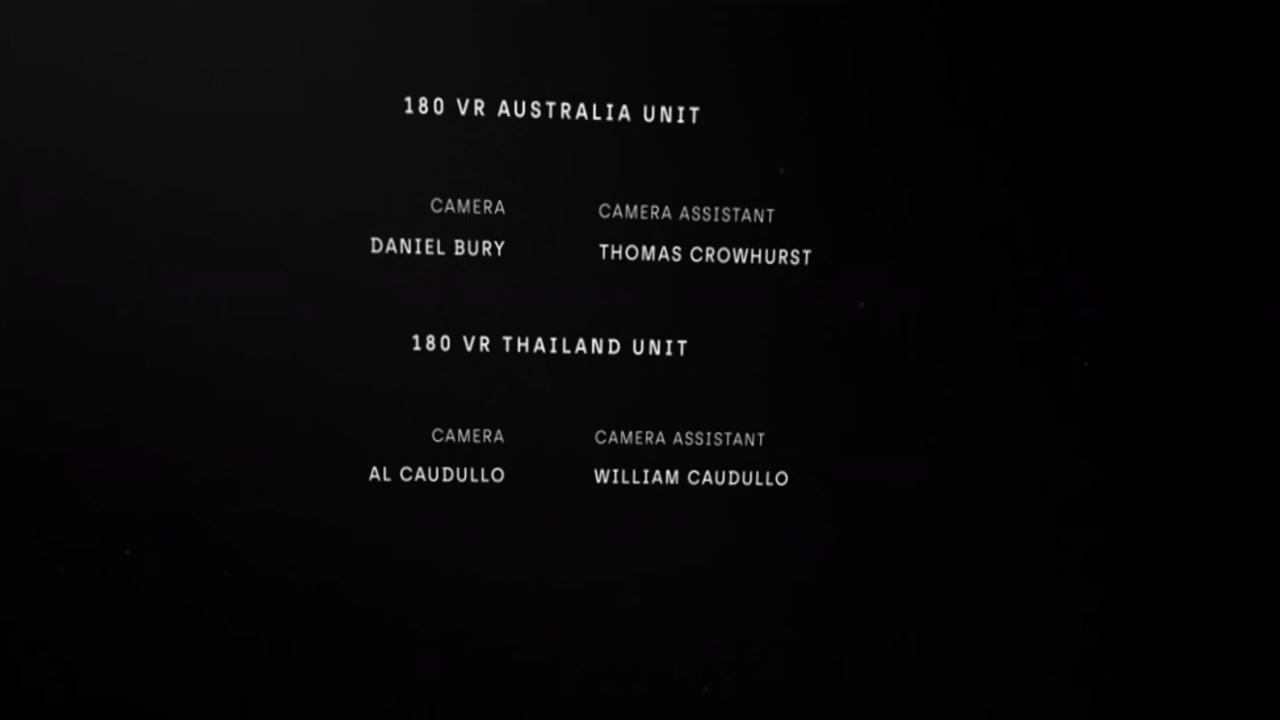 180 VR AUSTRALIA UNIT
CAMERA CAMERA ASSISTANT
DANIEL BURY THOMAS CROWHURST
180 VR THAILAND UNIT
CAMERA CAMERA ASSISTANT
AL CAUDULLO WILLIAM CAUDULLO